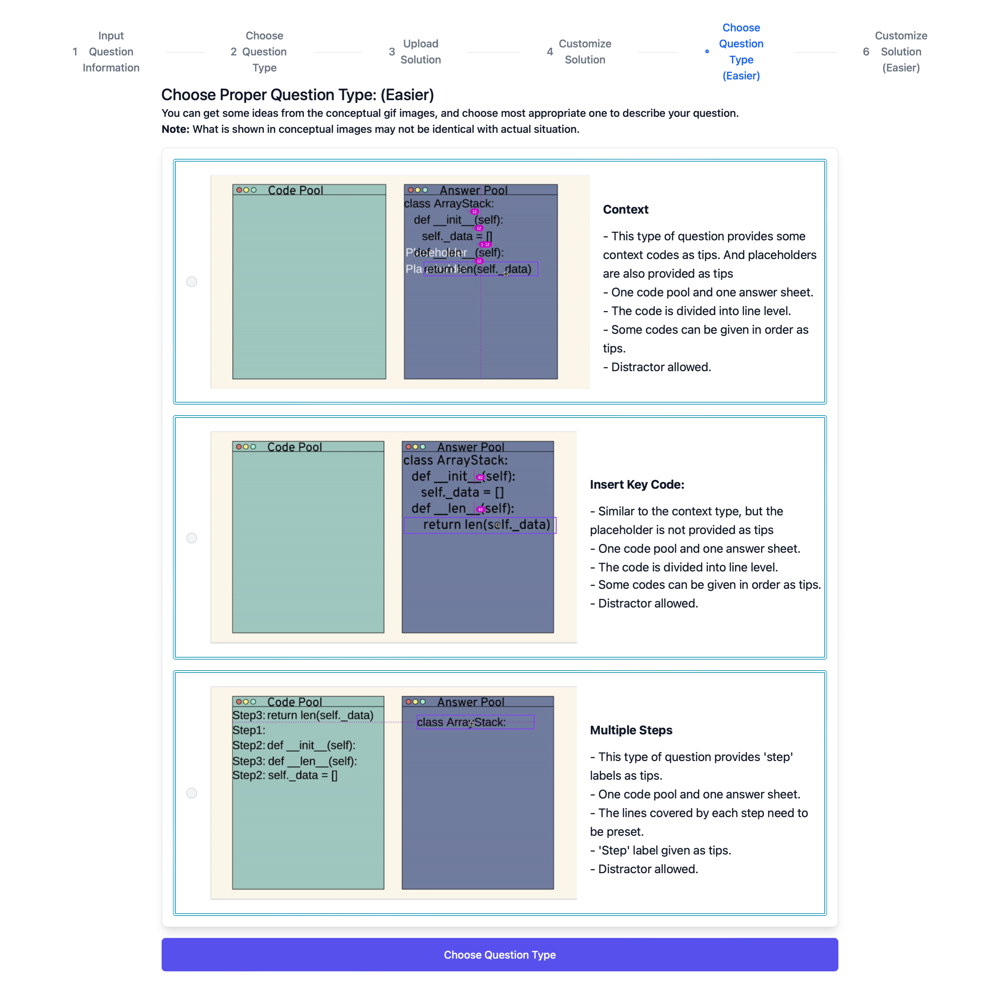 1 Input Question Information
2 Choose Question Type
3 Upload Solution
4 Customize Solution
Choose Question Type (Easier)
6 Customize Solution (Easier)
Choose Proper Question Type: (Easier)
You can get some ideas from the conceptual gif images, and choose most appropriate one to describe your question.
Note: What is shown in conceptual images may not be identical with actual situation.
Code Pool
Answer Pool
class ArrayStack:
12
def __init__(self):
12
self._data = []
1 12
Placeholder
def __len__(self):
12
return len(self._data)
Context
- This type of question provides some
context codes as tips. And placeholders
are also provided as tips
- One code pool and one answer sheet.
- The code is divided into line level.
- Some codes can be given in order as
tips.
- Distractor allowed.
Code Pool
Answer Pool
class ArrayStack:
def __init__(self):
82
self._data = []
def __len__(self):
82
return len(self._data)
Insert Key Code:
- Similar to the context type, but the
placeholder is not provided as tips
- One code pool and one answer sheet.
- The code is divided into line level.
- Some codes can be given in order as tips.
- Distractor allowed.
Code Pool
Step3: return len(self._data)
Step1:
Step2: def __init__(self):
Step3: def __len__(self):
Step2: self._data = []
Answer Pool
class ArrayStack:
Multiple Steps
- This type of question provides 'step'
labels as tips.
- One code pool and one answer sheet.
- The lines covered by each step need to
be preset.
- 'Step' label given as tips.
- Distractor allowed.
Choose Question Type